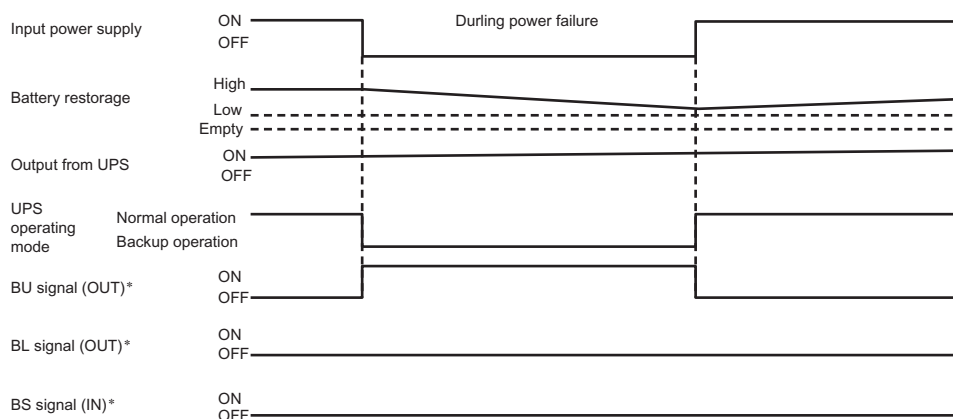 Input power supply
ON
OFF
Durling power failure
Battery restorage
High
Low
Empty
Output from UPS
ON
OFF
UPS
operating
mode
Normal operation
Backup operation
BU signal (OUT)*
ON
OFF
BL signal (OUT)*
ON
OFF
BS signal (IN)*
ON
OFF